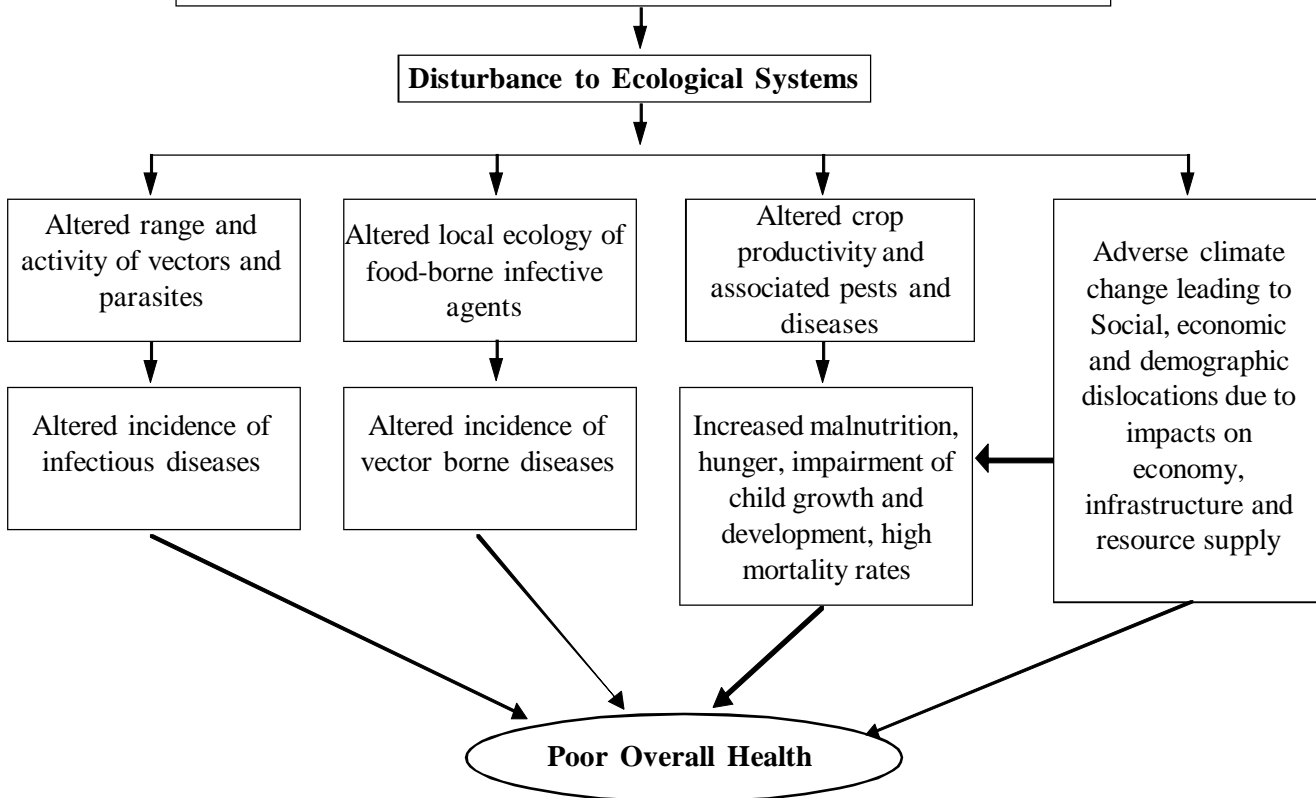 Disturbance to Ecological Systems
Altered range and
activity of vectors and
parasites
Altered local ecology of
food-borne infective
agents
Altered crop
productivity and
associated pests and
diseases
Adverse climate
change leading to
Social, economic
and demographic
dislocations due to
impacts on
economy,
infrastructure and
resource supply
Altered incidence of
infectious diseases
Altered incidence of
vector borne diseases
Increased malnutrition,
hunger, impairment of
child growth and
development, high
mortality rates
Poor Overall Health